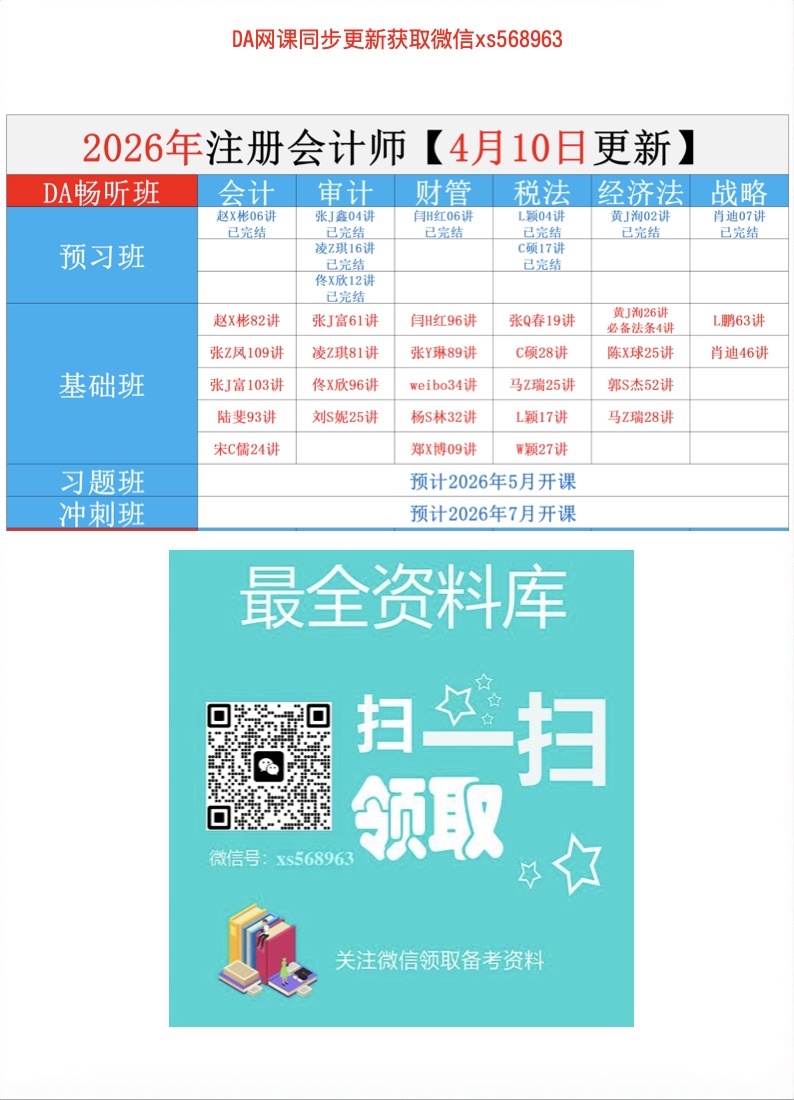 DA网课同步更新获取微信xs568963
2026年注册会计师【4月10日更新】
DA畅听班 会计 审计 财管 税法 经济法 战略
预习班
赵X彬06讲 已完结 张J鑫04讲 已完结 闫H红06讲 已完结 L颖04讲 已完结 黄J洵02讲 已完结 肖迪07讲 已完结
凌Z琪16讲 已完结 C硕17讲 已完结
佟X欣12讲 已完结
基础班
赵X彬82讲 张J富61讲 闫H红96讲 张Q春19讲 黄J洵26讲 必备法条4讲 L鹏63讲
张Z凤109讲 凌Z琪81讲 张Y琳89讲 C硕28讲 陈X球25讲 肖迪46讲
张J富103讲 佟X欣96讲 weibo34讲 马Z瑞25讲 郭S杰52讲
陆斐93讲 刘S妮25讲 杨S林32讲 L颖17讲 马Z瑞28讲
宋C儒24讲 郑X博09讲 W颖27讲
习题班 预计2026年5月开课
冲刺班 预计2026年7月开课
最全资料库
扫一扫
领取
微信号：xs568963
关注微信领取备考资料